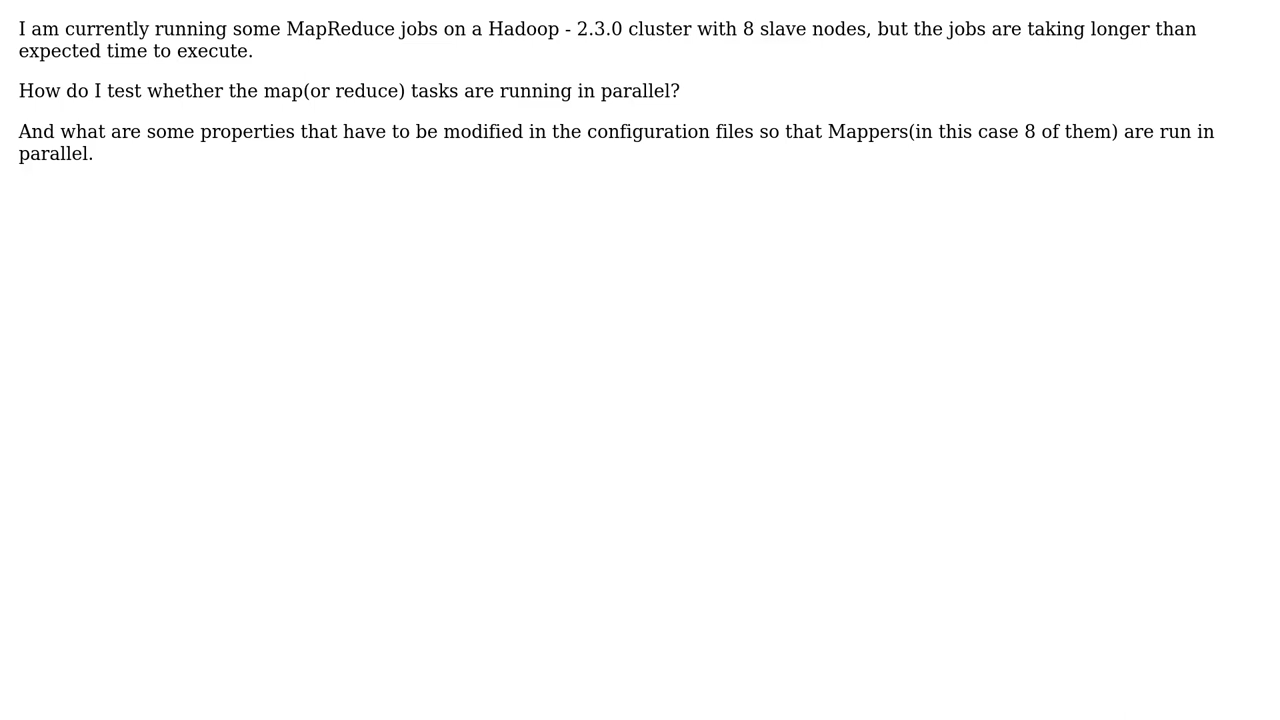 I am currently running some MapReduce jobs on a Hadoop - 2.3.0 cluster with 8 slave nodes, but the jobs are taking longer than
expected time to execute.
How do I test whether the map(or reduce) tasks are running in parallel?
And what are some properties that have to be modified in the configuration files so that Mappers(in this case 8 of them) are run in
parallel.